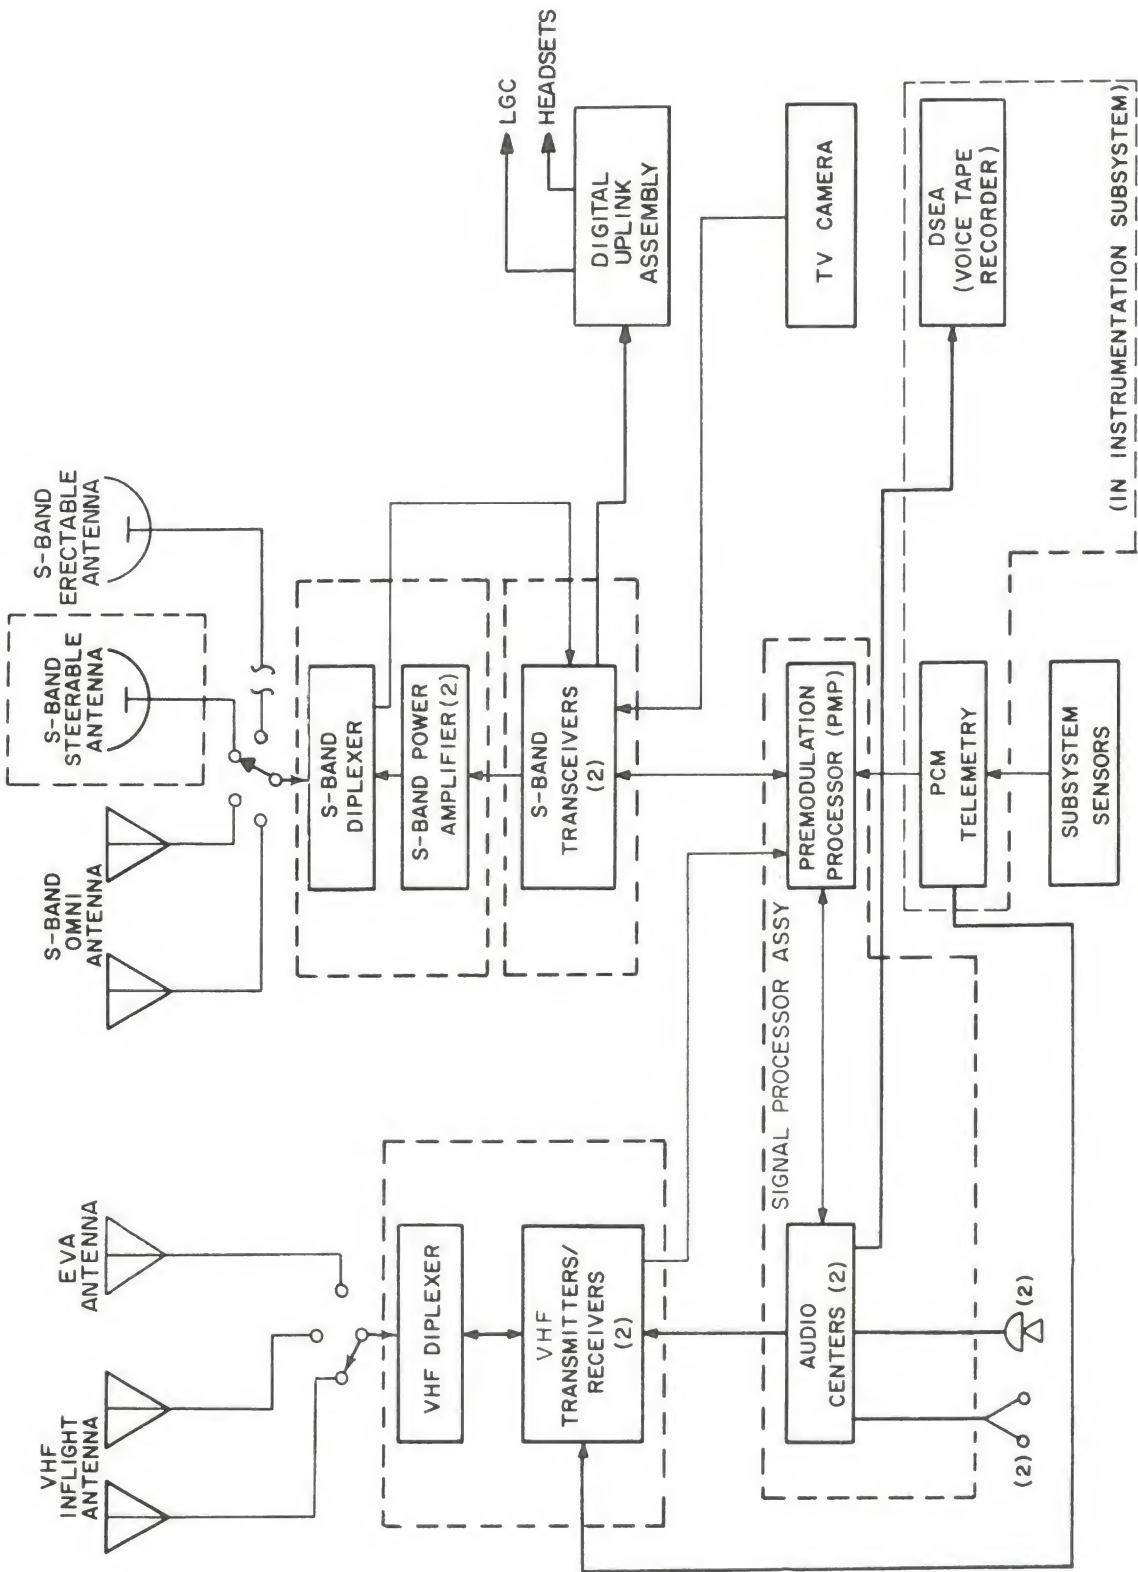 VHF
INFLIGHT
ANTENNA
EVA
ANTENNA
S-BAND
OMNI
ANTENNA
S-BAND
STEERABLE
ANTENNA
S-BAND
ERECTABLE
ANTENNA
VHF DIPLEXER
VHF
TRANSMITTERS/
RECEIVERS
(2)
S-BAND
DIPLEXER
S-BAND POWER
AMPLIFIER (2)
S-BAND
TRANSCEIVERS
(2)
LGC
HEADSETS
DIGITAL
UPLINK
ASSEMBLY
TV CAMERA
SIGNAL PROCESSOR ASSY
AUDIO
CENTERS (2)
PREMODULATION
PROCESSOR (PMP)
PCM
TELEMETRY
DSEA
(VOICE TAPE
RECORDER)
(2)
(2)
SUBSYSTEM
SENSORS
(IN INSTRUMENTATION SUBSYSTEM)